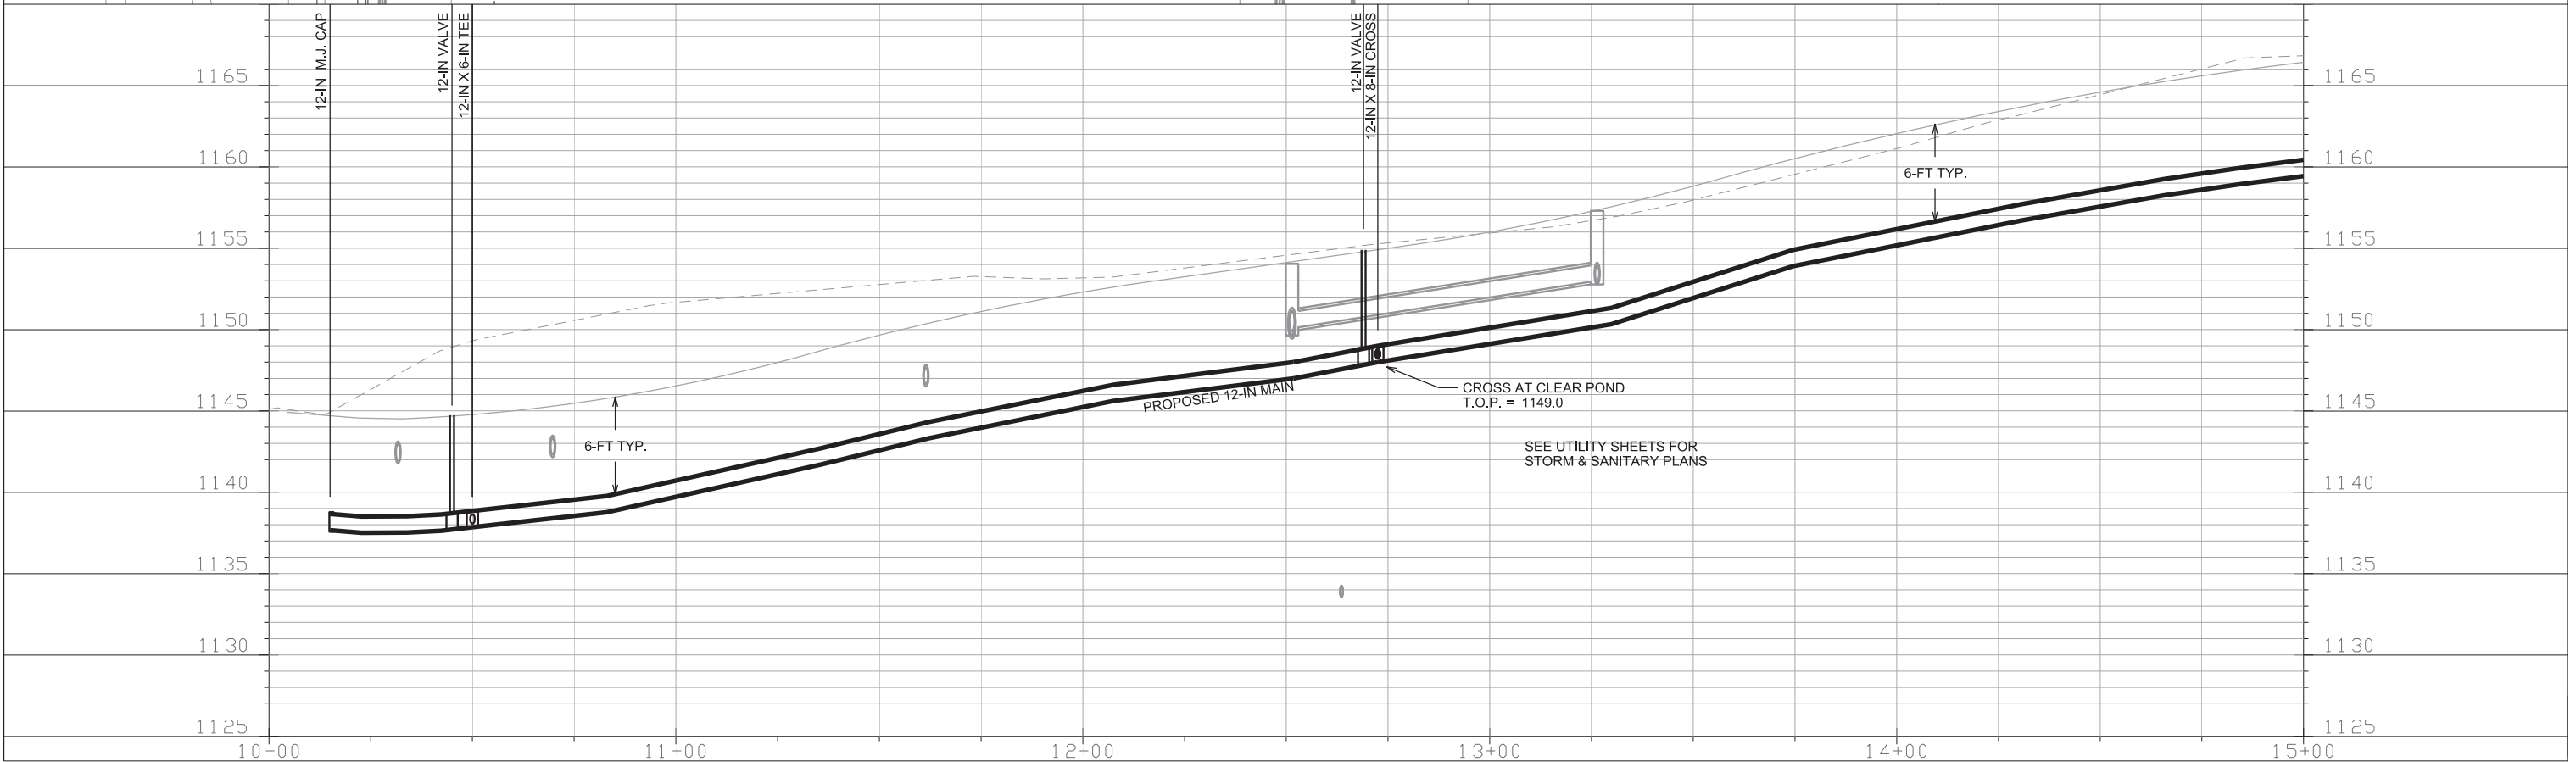 12-IN M.J. CAP
12-IN VALVE
12-IN X 6-IN TEE
12-IN VALVE
12-IN X 8-IN CROSS
1165 1165
1160 1160
6-FT TYP.
1155 1155
1150 1150
CROSS AT CLEAR POND
T.O.P. = 1149.0
PROPOSED 12-IN MAIN
1145 1145
6-FT TYP.
SEE UTILITY SHEETS FOR
STORM & SANITARY PLANS
1140 1140
1135 1135
1130 1130
1125 1125
10+00 11+00 12+00 13+00 14+00 15+00